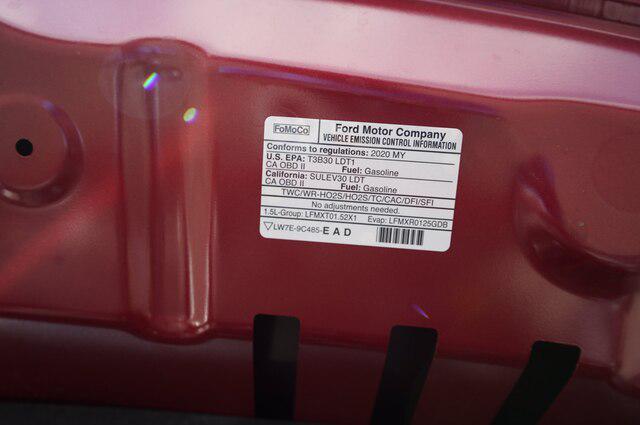 FoMoCo
Ford Motor Company
VEHICLE EMISSION CONTROL INFORMATION
Conforms to regulations: 2020 MY
U.S. EPA: T3B30 LDT1
CA OBD II Fuel: Gasoline
California: SULEV30 LDT
CA OBD II Fuel: Gasoline
TWC/WR-HO2S/HO2S/TC/CAC/DFI/SFI
No adjustments needed.
1.5L-Group: LFMXT01.52X1 Evap: LFMXR0125GDB
LW7E-9C485-EAD